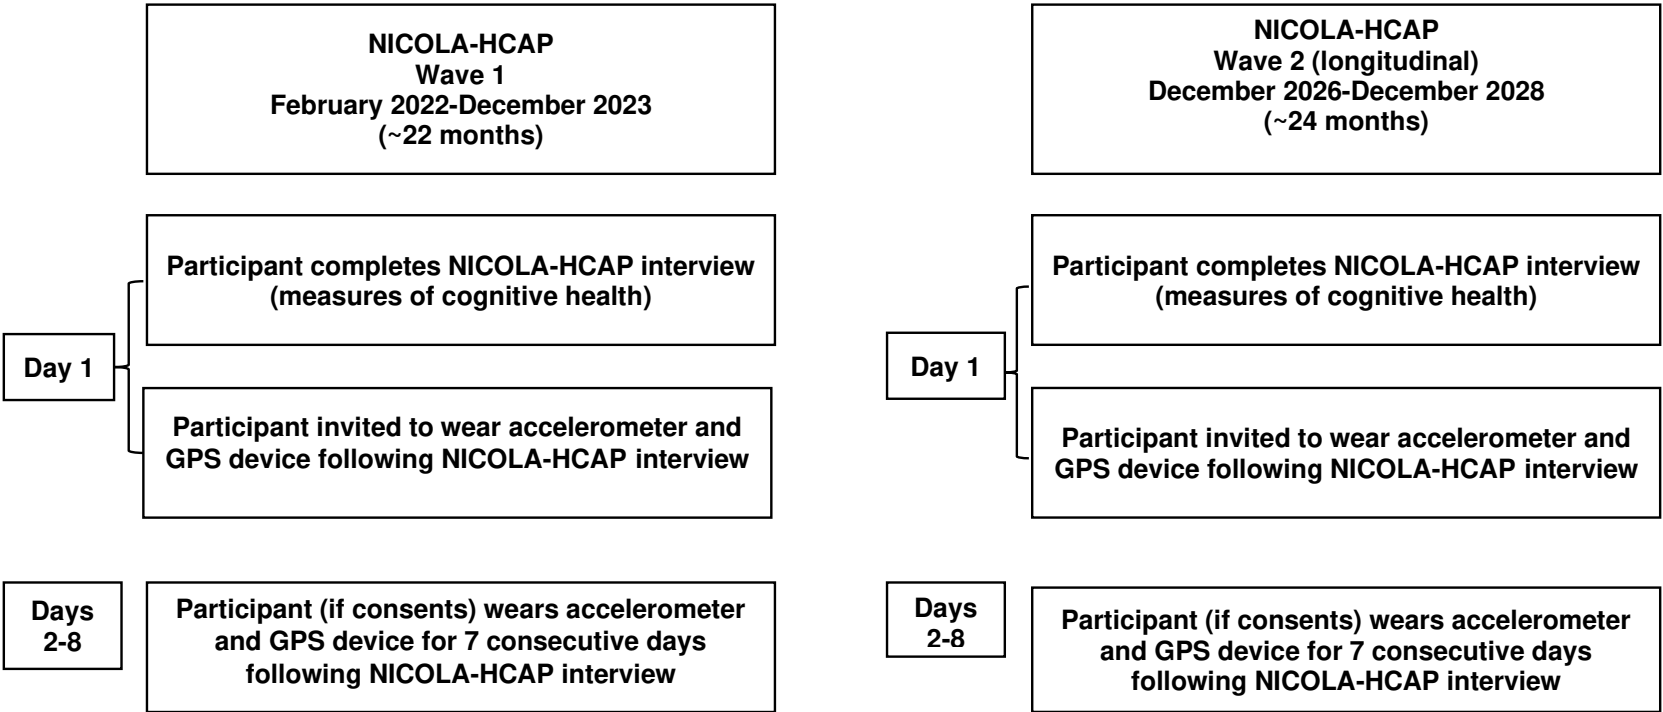 NICOLA-HCAP
Wave 1
February 2022-December 2023
(~22 months)
Participant completes NICOLA-HCAP interview
(measures of cognitive health)
Day 1
Participant invited to wear accelerometer and
GPS device following NICOLA-HCAP interview
Days
2-8
Participant (if consents) wears accelerometer
and GPS device for 7 consecutive days
following NICOLA-HCAP interview
NICOLA-HCAP
Wave 2 (longitudinal)
December 2026-December 2028
(~24 months)
Participant completes NICOLA-HCAP interview
(measures of cognitive health)
Day 1
Participant invited to wear accelerometer and
GPS device following NICOLA-HCAP interview
Days
2-8
Participant (if consents) wears accelerometer
and GPS device for 7 consecutive days
following NICOLA-HCAP interview